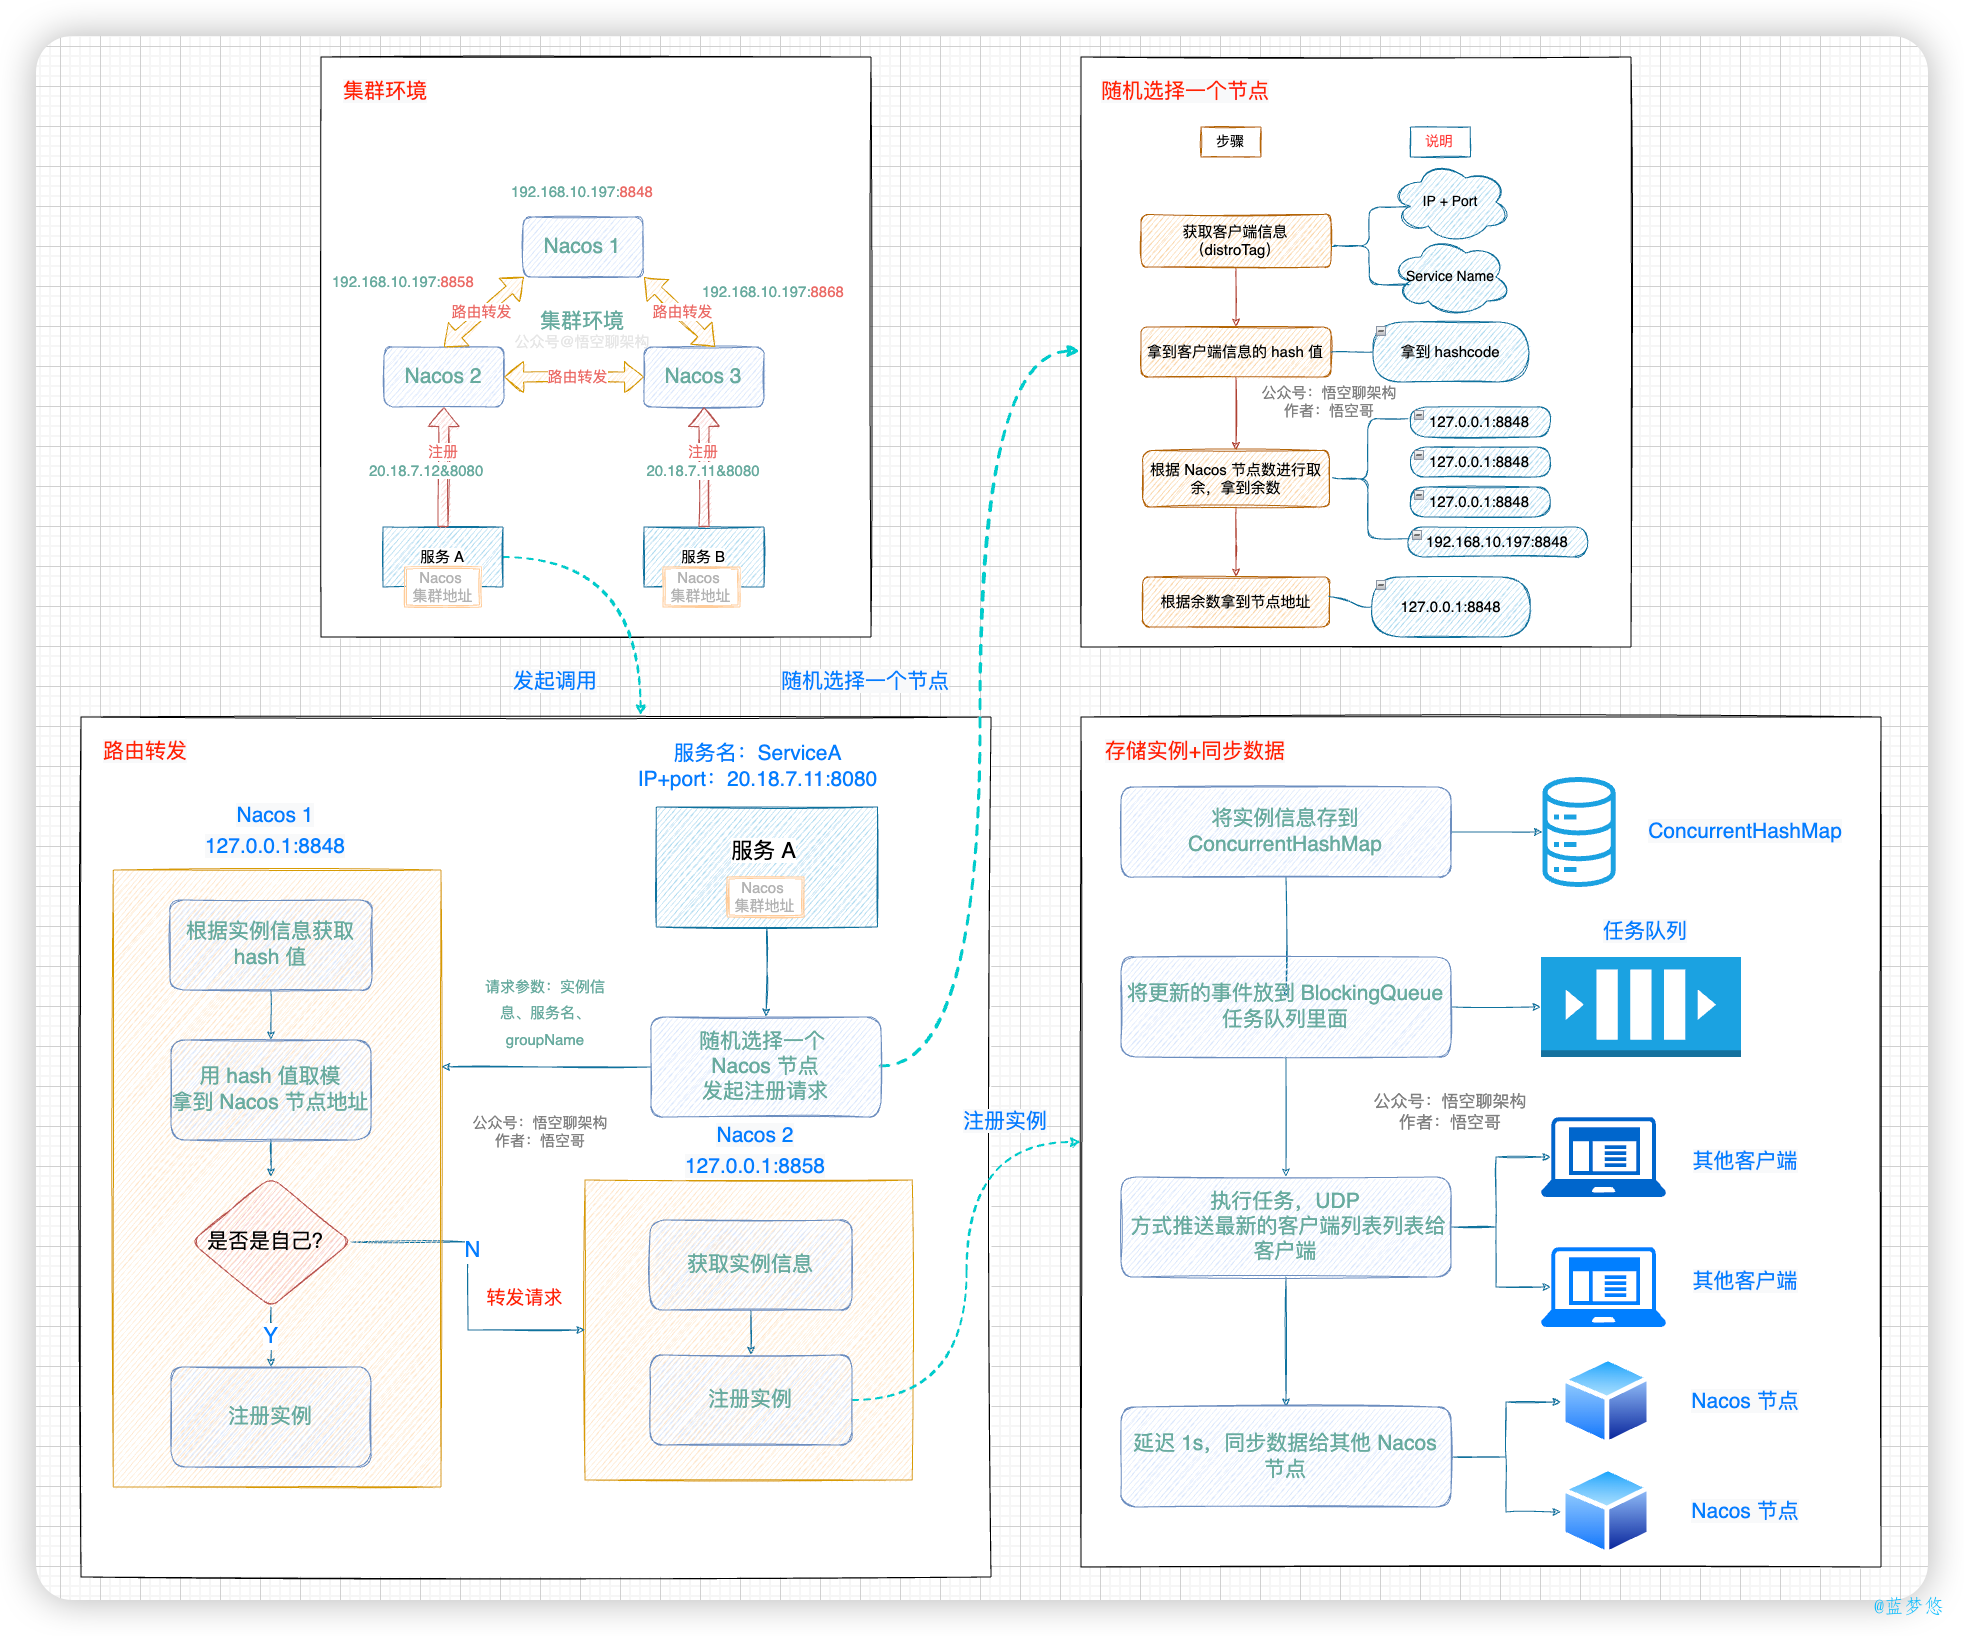 集群环境
192.168.10.197:8848
Nacos 1
192.168.10.197:8858
192.168.10.197:8868
路由转发
路由转发
集群环境
公众号@悟空聊架构
Nacos 2
路由转发
Nacos 3
注册
20.18.7.12&8080
注册
20.18.7.11&8080
服务 A
Nacos
集群地址
服务 B
Nacos
集群地址
随机选择一个节点
步骤
说明
获取客户端信息
(distroTag)
IP + Port
Service Name
拿到客户端信息的 hash 值
拿到 hashcode
公众号：悟空聊架构
作者：悟空哥
根据 Nacos 节点数进行取
余，拿到余数
127.0.0.1:8848
127.0.0.1:8848
127.0.0.1:8848
192.168.10.197:8848
根据余数拿到节点地址
127.0.0.1:8848
发起调用
随机选择一个节点
路由转发
服务名：ServiceA
IP+port：20.18.7.11:8080
Nacos 1
127.0.0.1:8848
服务 A
Nacos
集群地址
根据实例信息获取
hash 值
请求参数：实例信
息、服务名、
groupName
随机选择一个
Nacos 节点
发起注册请求
用 hash 值取模
拿到 Nacos 节点地址
公众号：悟空聊架构
作者：悟空哥
Nacos 2
127.0.0.1:8858
是否是自己?
N
转发请求
Y
注册实例
获取实例信息
注册实例
注册实例
存储实例+同步数据
将实例信息存到
ConcurrentHashMap
ConcurrentHashMap
任务队列
将更新的事件放到 BlockingQueue
任务队列里面
公众号：悟空聊架构
作者：悟空哥
执行任务，UDP
方式推送最新的客户端列表列表给
客户端
其他客户端
其他客户端
延迟 1s，同步数据给其他 Nacos
节点
Nacos 节点
Nacos 节点
@蓝梦悠